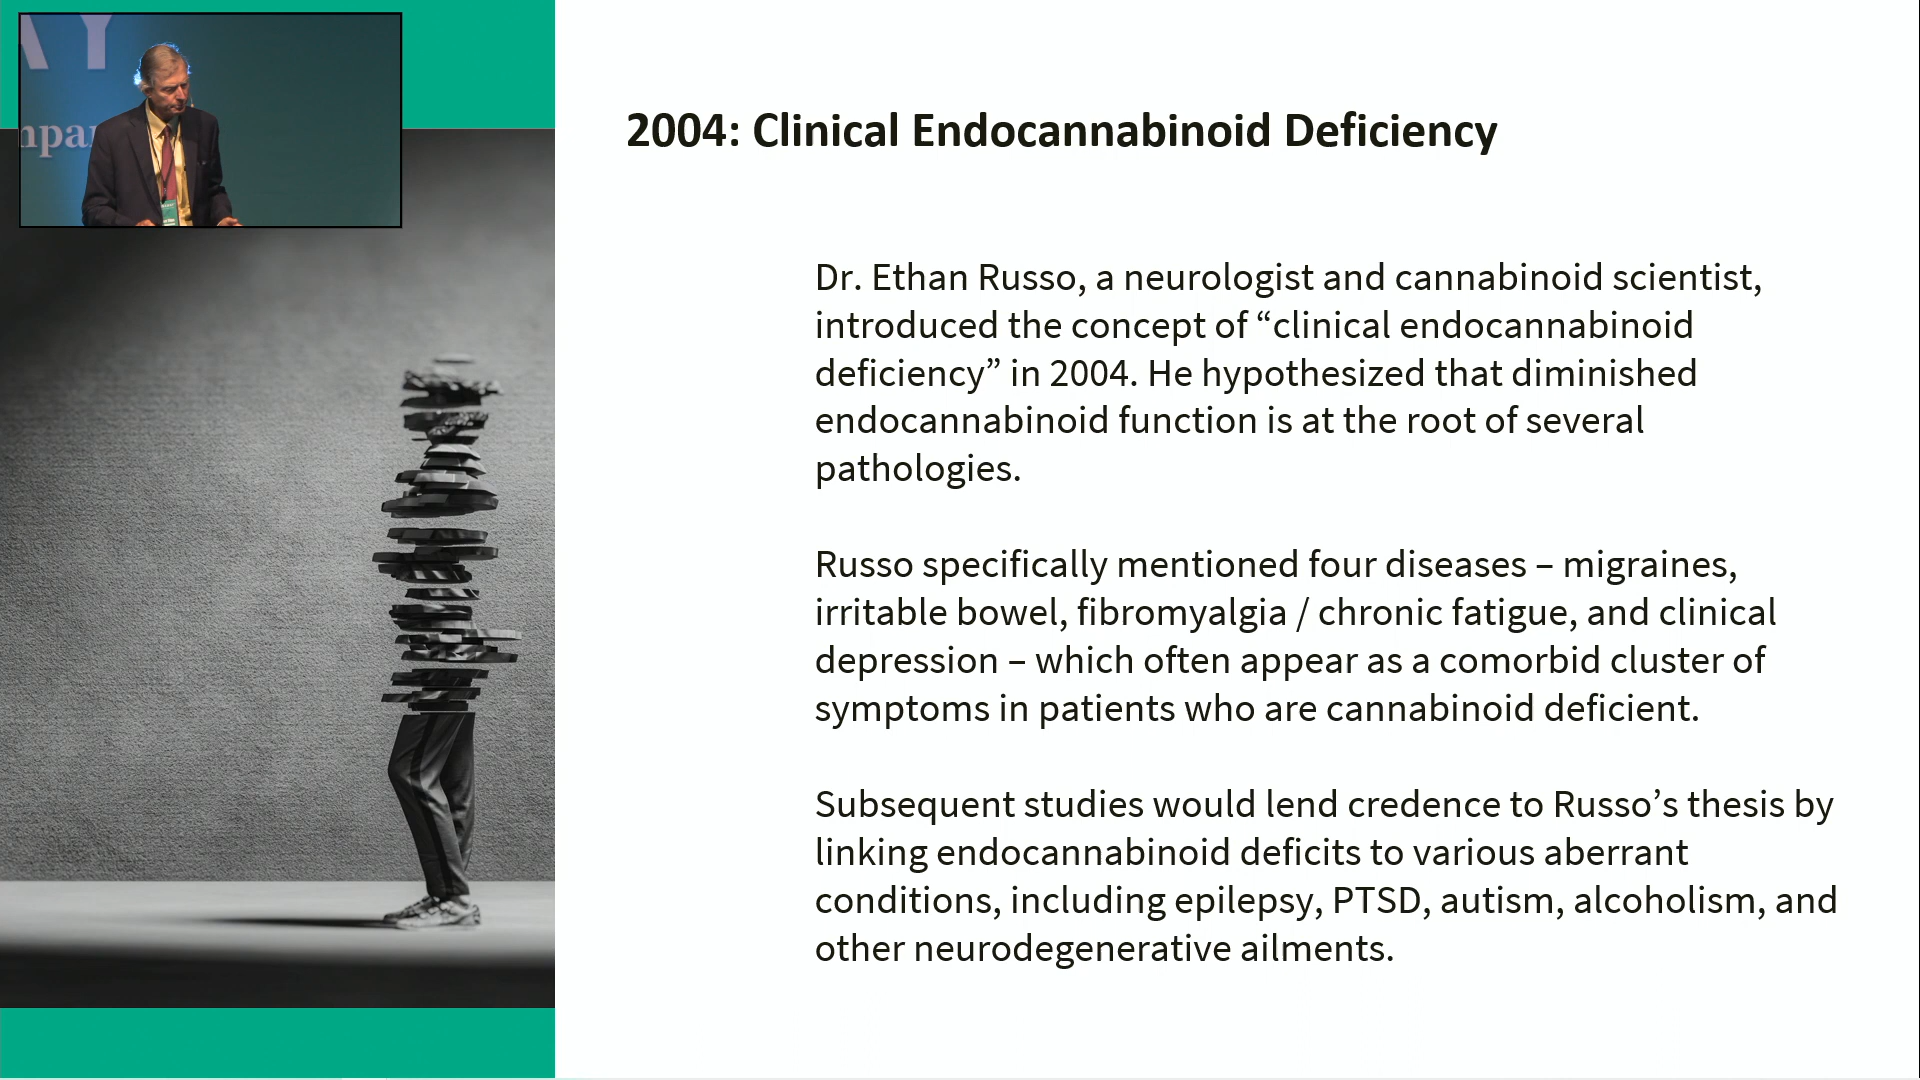 AY
mpa
2004: Clinical Endocannabinoid Deficiency
Dr. Ethan Russo, a neurologist and cannabinoid scientist,
introduced the concept of “clinical endocannabinoid
deficiency” in 2004. He hypothesized that diminished
endocannabinoid function is at the root of several
pathologies.
Russo specifically mentioned four diseases – migraines,
irritable bowel, fibromyalgia / chronic fatigue, and clinical
depression – which often appear as a comorbid cluster of
symptoms in patients who are cannabinoid deficient.
Subsequent studies would lend credence to Russo’s thesis by
linking endocannabinoid deficits to various aberrant
conditions, including epilepsy, PTSD, autism, alcoholism, and
other neurodegenerative ailments.